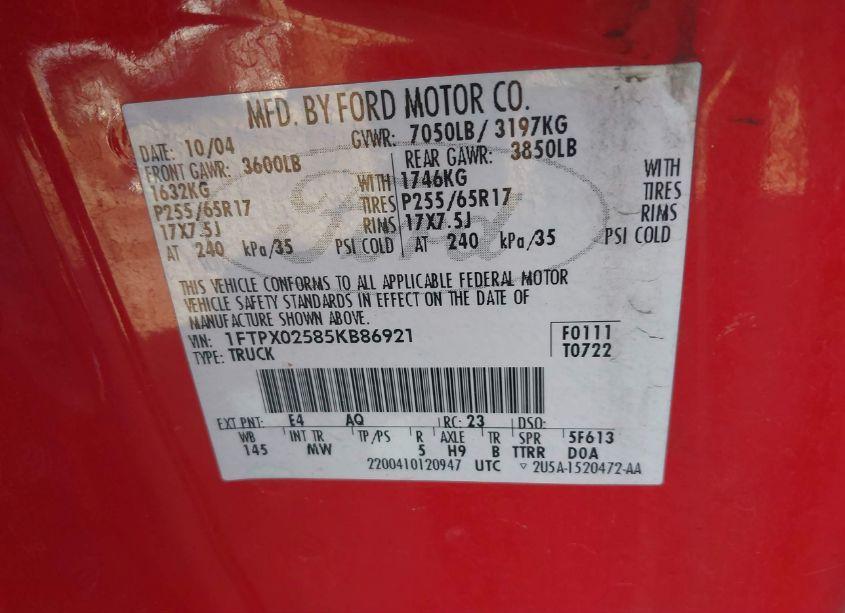 MFD. BY FORD MOTOR CO.
DATE: 10/04 GVWR: 7050LB/ 3197KG
FRONT GAWR: 3600LB REAR GAWR: 3850LB
1632KG WITH 1746KG WITH
P255/65R17 TIRES P255/65R17 TIRES
17X7.5J RIMS 17X7.5J RIMS
AT 240 kPa/35 PSI COLD AT 240 kPa/35 PSI COLD
Ford
THIS VEHICLE CONFORMS TO ALL APPLICABLE FEDERAL MOTOR
VEHICLE SAFETY STANDARDS IN EFFECT ON THE DATE OF
MANUFACTURE SHOWN ABOVE.
VIN: 1FTPX02585KB86921 F0111
TYPE: TRUCK T0722
EXT PNT: E4 AQ RC: 23 DSO:
WB INT TR TP/PS R AXLE TR SPR 5F613
145 MW 5 H9 B TTRR DOA
2200410120947 UTC ▽ 2U5A-1520472-AA